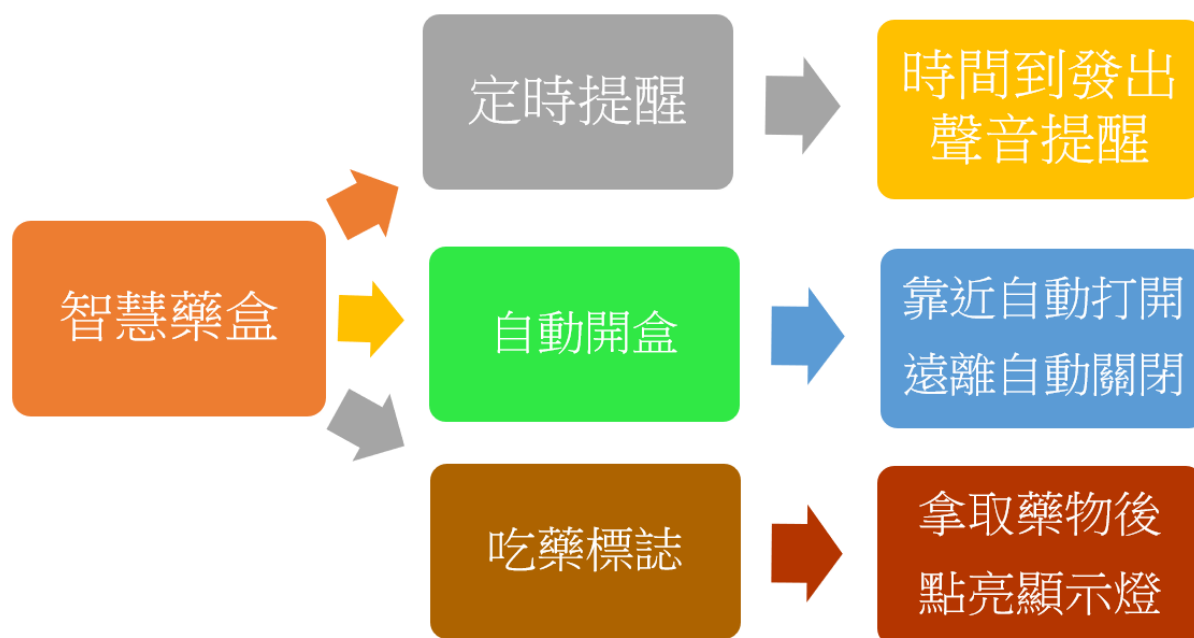 智慧藥盒
定時提醒
時間到發出
聲音提醒
自動開盒
靠近自動打開
遠離自動關閉
吃藥標誌
拿取藥物後
點亮顯示燈